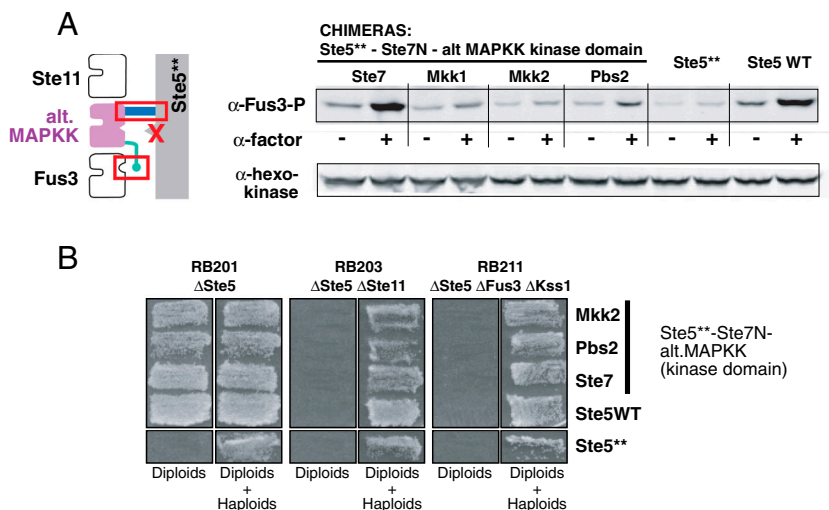 A
Ste11
alt.
MAPKK
Fus3
Ste5**
X
CHIMERAS:
Ste5** - Ste7N - alt MAPKK kinase domain
Ste7 Mkk1 Mkk2 Pbs2 Ste5** Ste5 WT
α-Fus3-P
α-factor - + - + - + - + - + - +
α-hexo-
kinase
B
RB201 RB203 RB211
ΔSte5 ΔSte5 ΔSte11 ΔSte5 ΔFus3 ΔKss1
Mkk2
Pbs2
Ste7
Ste5WT
Ste5**
Ste5**-Ste7N-
alt.MAPKK
(kinase domain)
Diploids Diploids Diploids Diploids Diploids Diploids
+ + +
Haploids Haploids Haploids